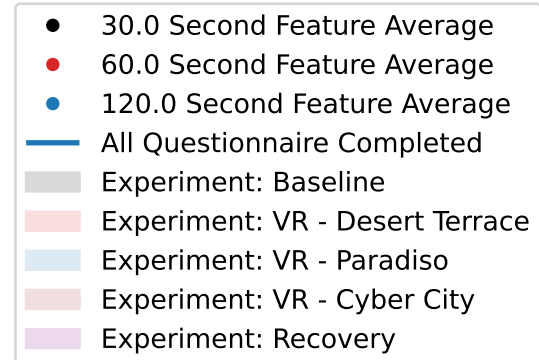 30.0 Second Feature Average
60.0 Second Feature Average
120.0 Second Feature Average
All Questionnaire Completed
Experiment: Baseline
Experiment: VR - Desert Terrace
Experiment: VR - Paradiso
Experiment: VR - Cyber City
Experiment: Recovery